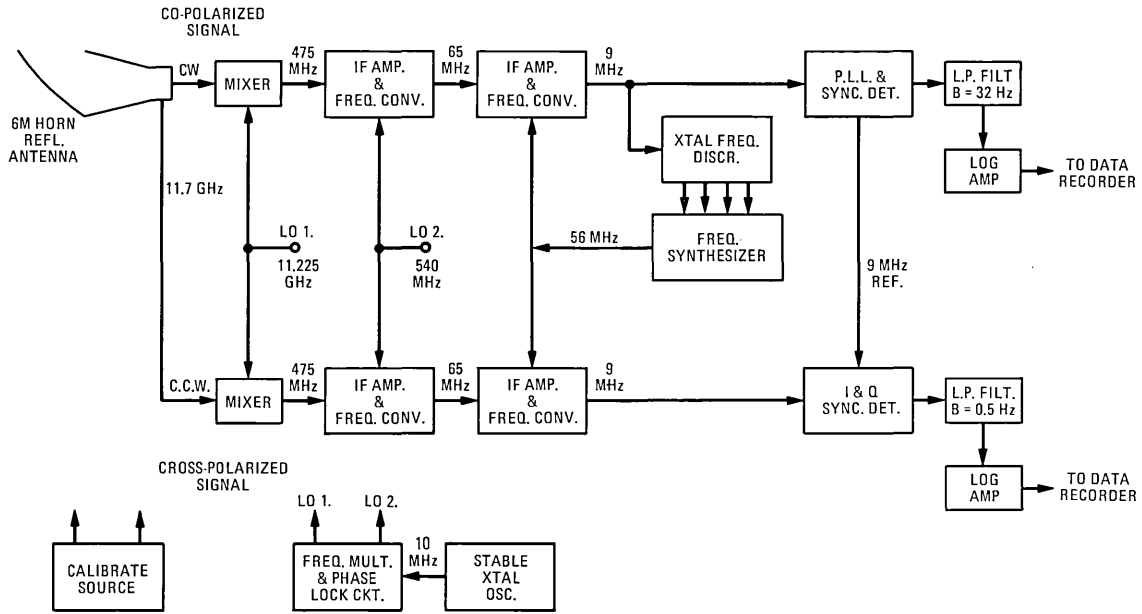 CO-POLARIZED
SIGNAL
CW
MIXER
475
MHz
IF AMP.
&
FREQ. CONV.
65
MHz
IF AMP.
&
FREQ. CONV.
9
MHz
P.L.L. &
SYNC. DET.
L.P. FILT
B = 32 Hz
6M HORN
REFL.
ANTENNA
XTAL FREQ.
DISCR.
LOG
AMP
TO DATA
RECORDER
11.7 GHz
LO 1.
11.225
GHz
LO 2.
540
MHz
56 MHz
FREQ.
SYNTHESIZER
9 MHz
REF.
C.C.W.
MIXER
475
MHz
IF AMP.
&
FREQ. CONV.
65
MHz
IF AMP.
&
FREQ. CONV.
9
MHz
I & Q
SYNC. DET.
L.P. FILT.
B = 0.5 Hz
CROSS-POLARIZED
SIGNAL
LOG
AMP
TO DATA
RECORDER
CALIBRATE
SOURCE
LO 1.
LO 2.
FREQ. MULT.
& PHASE
LOCK CKT.
10
MHz
STABLE
XTAL
OSC.